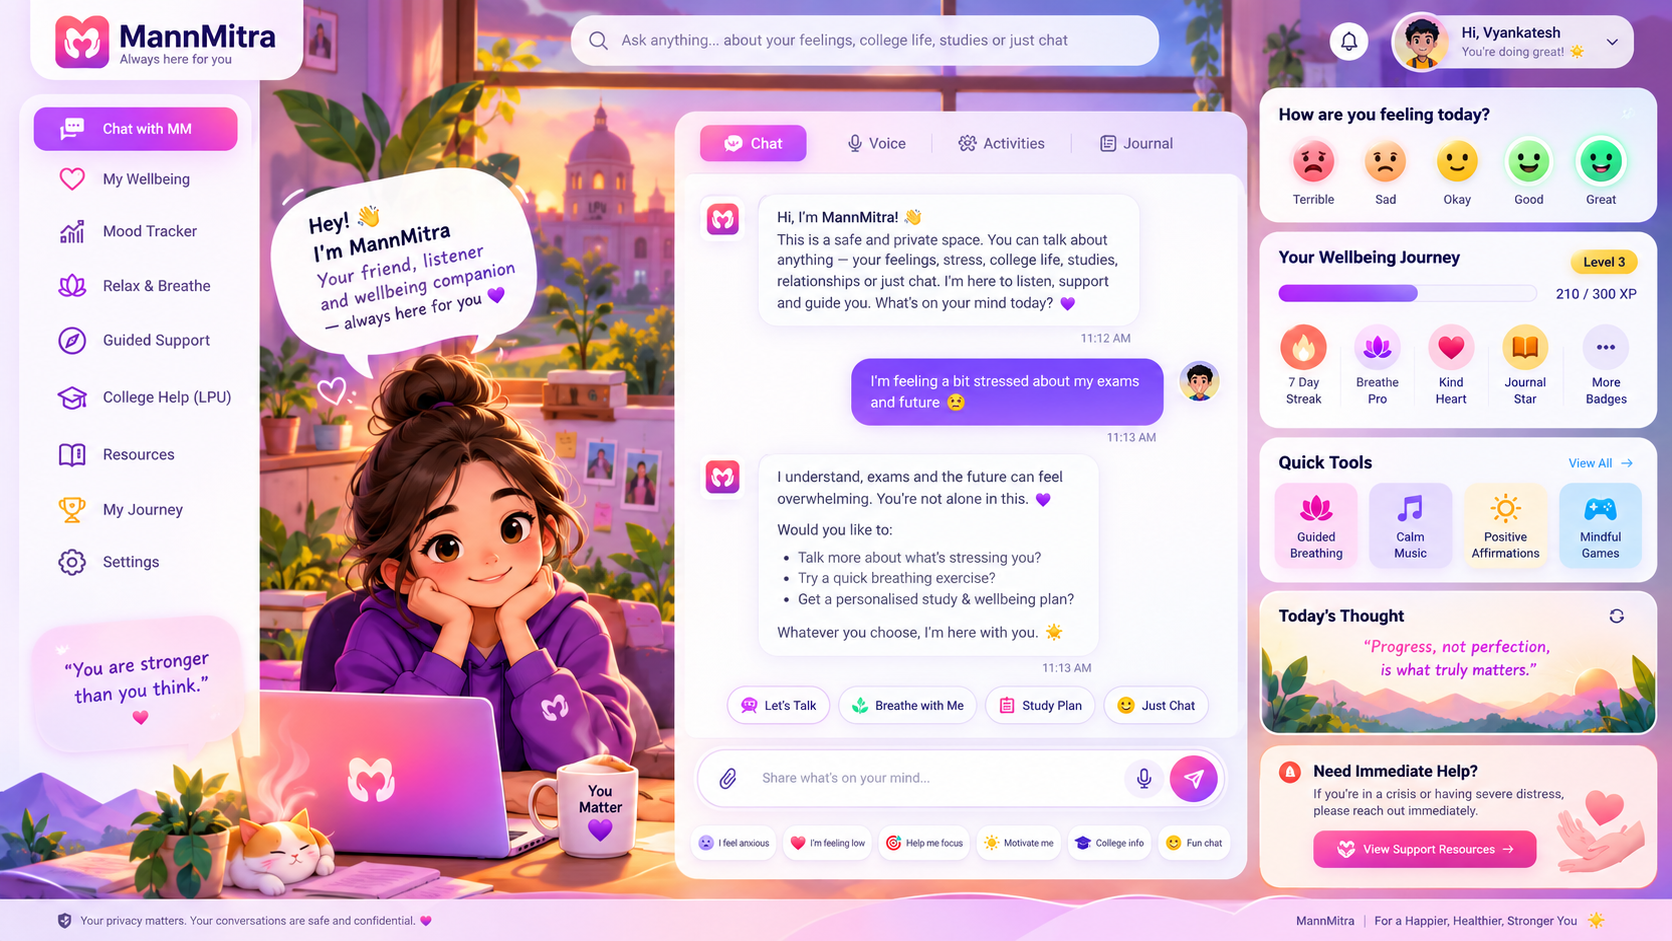 MannMitra
Always here for you
Ask anything... about your feelings, college life, studies or just chat
Hi, Vyankatesh
You're doing great! ☀️
Chat with MM
My Wellbeing
Mood Tracker
Relax & Breathe
Guided Support
College Help (LPU)
Resources
My Journey
Settings
"You are stronger
than you think."
Hey! 👋
I'm MannMitra
Your friend, listener
and wellbeing companion
— always here for you 💜
LPU
You
Matter
Chat
Voice
Activities
Journal
Hi, I'm MannMitra! 👋
This is a safe and private space. You can talk about
anything — your feelings, stress, college life, studies,
relationships or just chat. I'm here to listen, support
and guide you. What's on your mind today? 💜
11:12 AM
I'm feeling a bit stressed about my exams
and future 😟
11:13 AM
I understand, exams and the future can feel
overwhelming. You're not alone in this. 💜
Would you like to:
• Talk more about what's stressing you?
• Try a quick breathing exercise?
• Get a personalised study & wellbeing plan?
Whatever you choose, I'm here with you. ☀️
11:13 AM
Let's Talk
Breathe with Me
Study Plan
Just Chat
Share what's on your mind...
I feel anxious
I'm feeling low
Help me focus
Motivate me
College info
Fun chat
How are you feeling today?
Terrible
Sad
Okay
Good
Great
Your Wellbeing Journey
Level 3
210 / 300 XP
7 Day
Streak
Breathe
Pro
Kind
Heart
Journal
Star
More
Badges
Quick Tools
View All →
Guided
Breathing
Calm
Music
Positive
Affirmations
Mindful
Games
Today's Thought
"Progress, not perfection,
is what truly matters."
Need Immediate Help?
If you're in a crisis or having severe distress,
please reach out immediately.
View Support Resources →
Your privacy matters. Your conversations are safe and confidential. 💜
MannMitra | For a Happier, Healthier, Stronger You ☀️